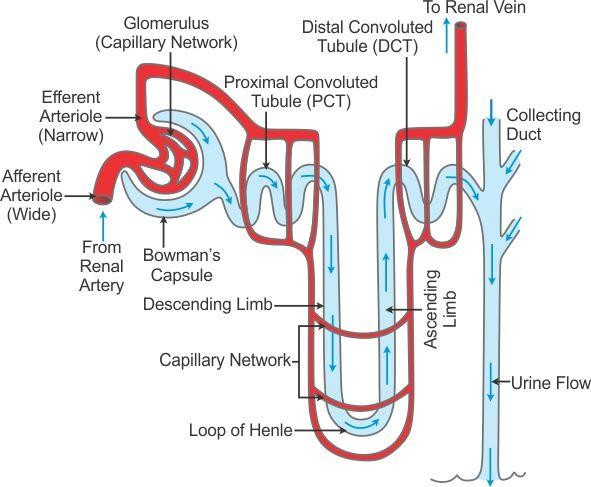 To Renal Vein
Glomerulus
(Capillary Network)
Distal Convoluted
Tubule (DCT)
Proximal Convoluted
Tubule (PCT)
Efferent
Arteriole
(Narrow)
Collecting
Duct
Afferent
Arteriole
(Wide)
From
Renal
Artery
Bowman's
Capsule
Descending Limb
Ascending
Limb
Capillary Network
Urine Flow
Loop of Henle